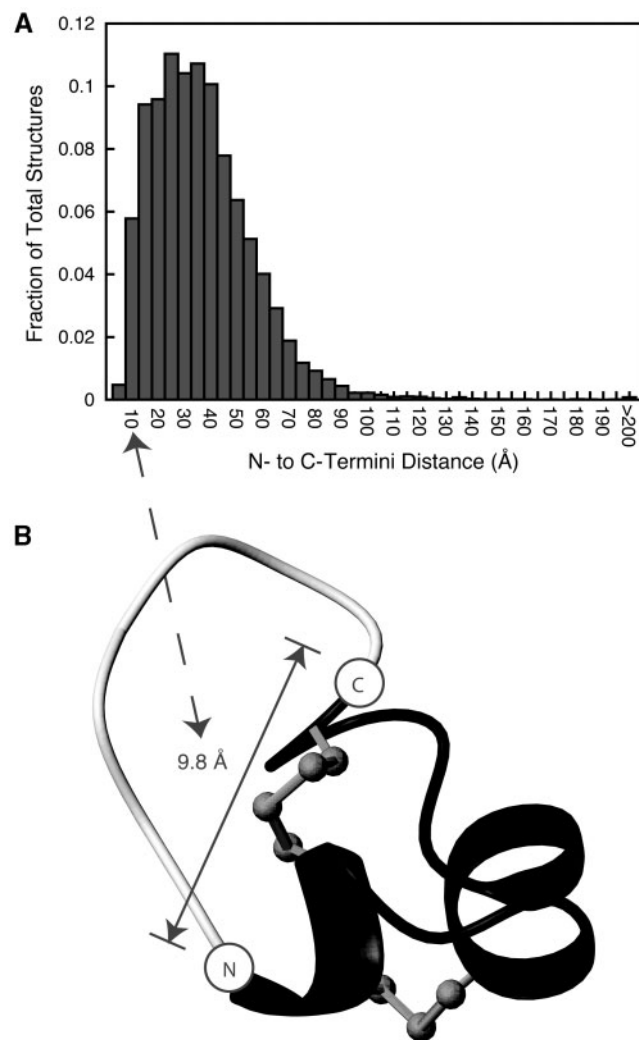 A
0.12
0.1
0.08
0.06
0.04
0.02
0
Fraction of Total Structures
10 20 30 40 50 60 70 80 90 100 110 120 130 140 150 160 170 180 190 >200
N- to C-Termini Distance (Å)
B
C
9.8 Å
N